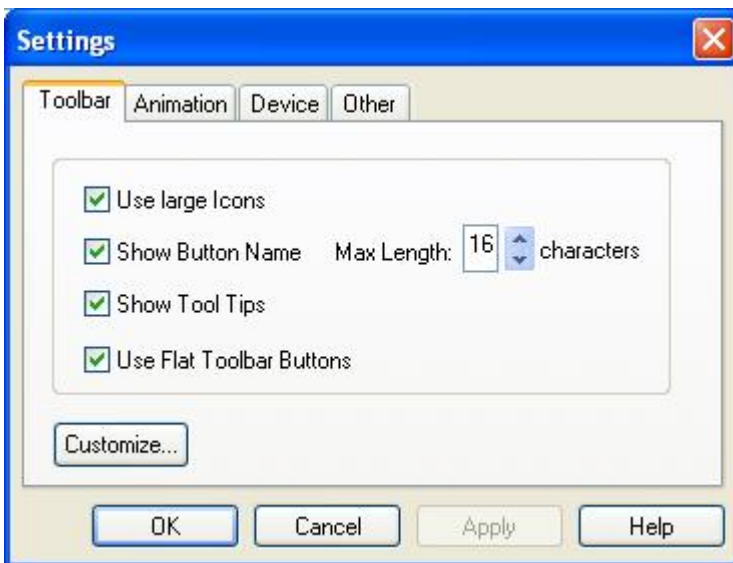 Settings
Toolbar Animation Device Other
Use large Icons
Show Button Name Max Length: 16 characters
Show Tool Tips
Use Flat Toolbar Buttons
Customize...
OK Cancel Apply Help